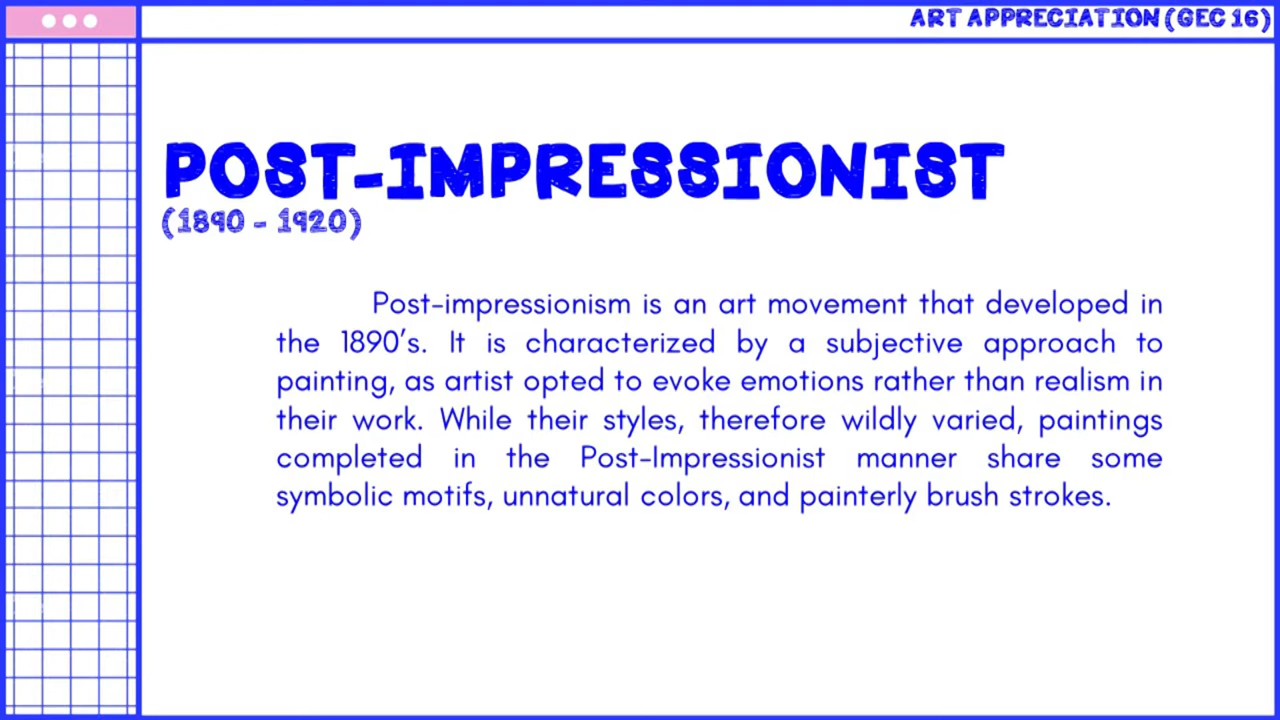 ART APPRECIATION (GEC 16)
POST-IMPRESSIONIST
(1890 - 1920)
Post-impressionism is an art movement that developed in
the 1890's. It is characterized by a subjective approach to
painting, as artist opted to evoke emotions rather than realism in
their work. While their styles, therefore wildly varied, paintings
completed in the Post-Impressionist manner share some
symbolic motifs, unnatural colors, and painterly brush strokes.